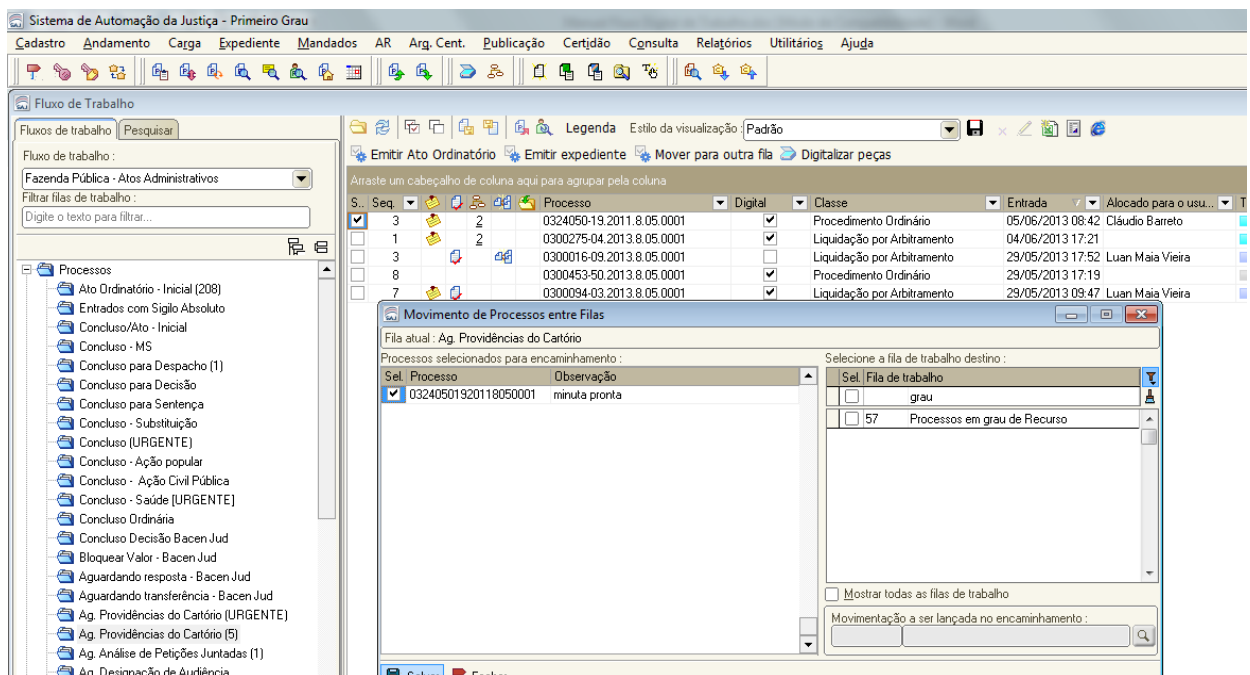 Sistema de Automação da Justiça - Primeiro Grau
Cadastro Andamento Carga Expediente Mandados AR Arg. Cent. Publicação Certidão Consulta Relatórios Utilitários Ajuda
Fluxo de Trabalho
Fluxos de trabalho Pesquisar
Legenda Estilo da visualização : Padrão
Fluxo de trabalho :
Emitir Ato Ordinatório Emitir expediente Mover para outra fila Digitalizar peças
Fazenda Pública - Atos Administrativos
Arraste um cabeçalho de coluna aqui para agrupar pela coluna
Filtrar filas de trabalho :
S.. Seq. Processo Digital Classe Entrada Alocado para o usu... T
Digite o texto para filtrar...
3 2 0324050-19.2011.8.05.0001 Procedimento Ordinário 05/06/2013 08:42 Cláudio Barreto
1 2 0300275-04.2013.8.05.0001 Liquidação por Arbitramento 04/06/2013 17:21
3 0300016-09.2013.8.05.0001 Liquidação por Arbitramento 29/05/2013 17:52 Luan Maia Vieira
8 0300453-50.2013.8.05.0001 Procedimento Ordinário 29/05/2013 17:19
7 0300094-03.2013.8.05.0001 Liquidação por Arbitramento 29/05/2013 09:47 Luan Maia Vieira
Processos
Ato Ordinatório - Inicial (208)
Entrados com Sigilo Absoluto
Concluso/Ato - Inicial
Concluso - MS
Concluso para Despacho (1)
Concluso para Decisão
Concluso para Sentença
Concluso - Substituição
Concluso (URGENTE)
Concluso - Ação popular
Concluso - Ação Civil Pública
Concluso - Saúde [URGENTE]
Concluso Ordinária
Concluso Decisão Bacen Jud
Bloquear Valor - Bacen Jud
Aguardando resposta - Bacen Jud
Aguardando transferência - Bacen Jud
Ag. Providências do Cartório (URGENTE)
Ag. Providências do Cartório (5)
Ag. Análise de Petições Juntadas (1)
Ag. Designação de Audiência
Movimento de Processos entre Filas
Fila atual : Ag. Providências do Cartório
Processos selecionados para encaminhamento :
Sel. Processo Observação
03240501920118050001 minuta pronta
Selecione a fila de trabalho destino :
Sel. Fila de trabalho
grau
57 Processos em grau de Recurso
Mostrar todas as filas de trabalho
Movimentação a ser lançada no encaminhamento :
Salvar Fechar